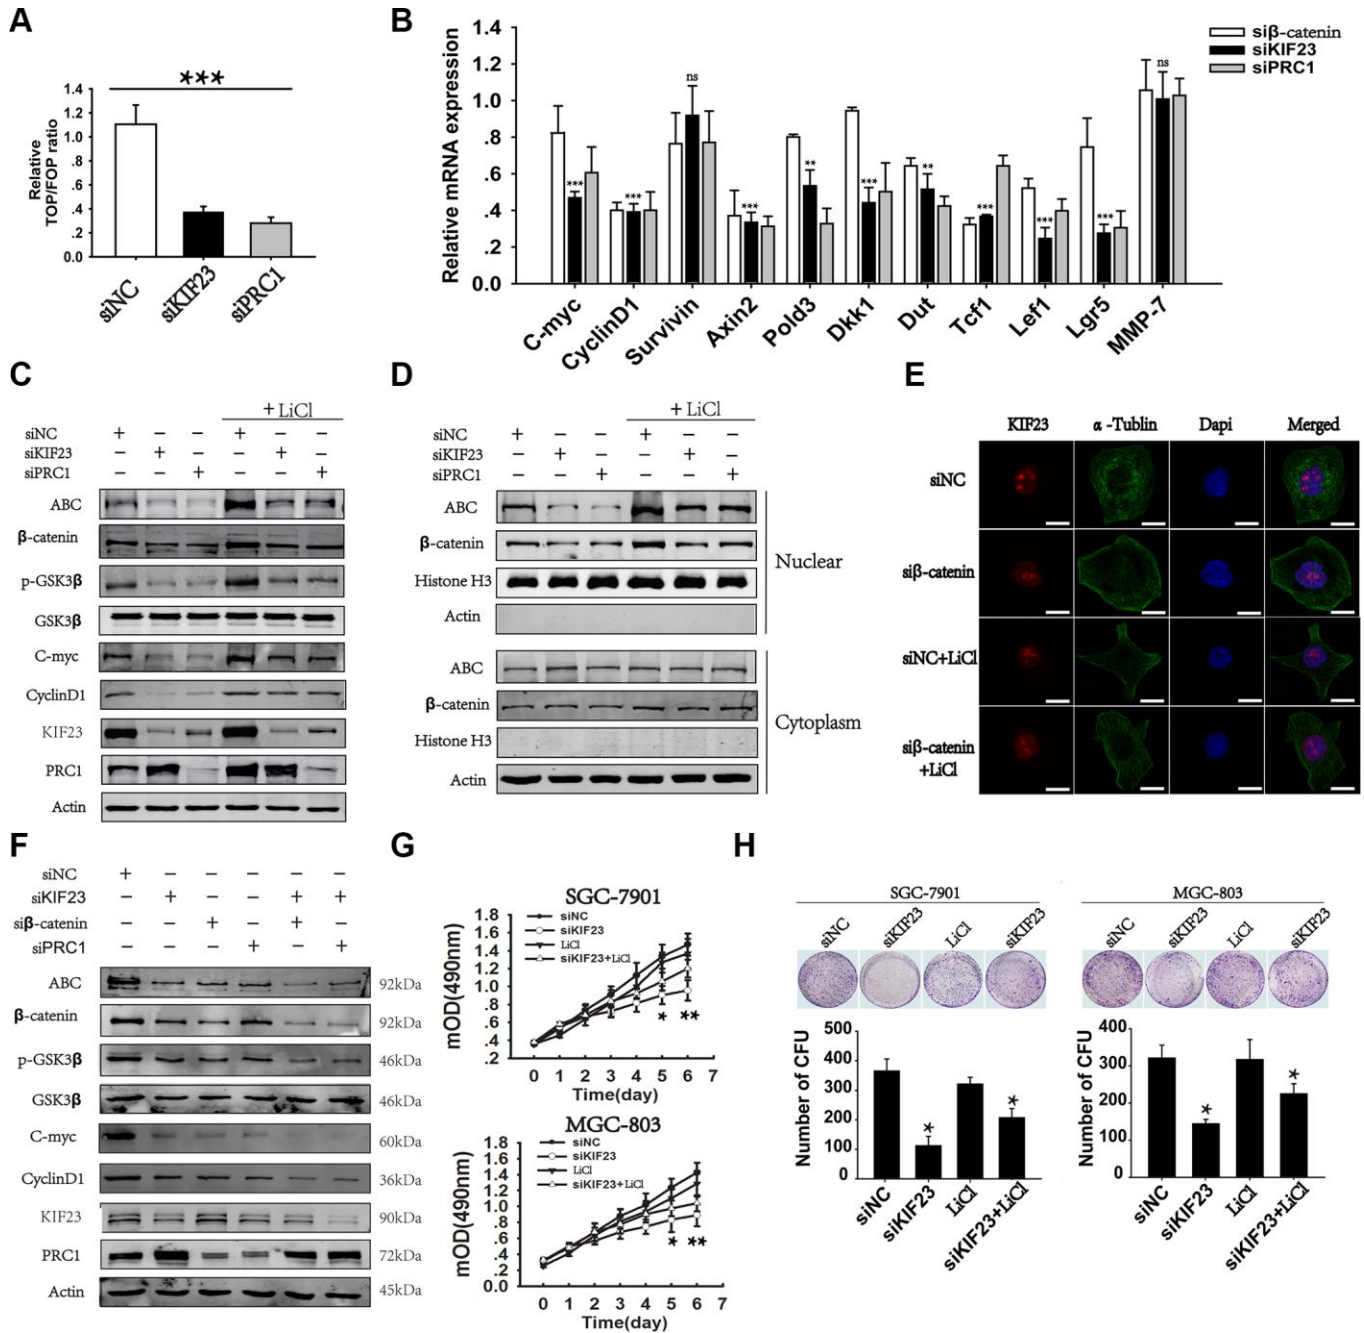 A
***
Relative
TOP/FOP ratio
1.4
1.2
1.0
.8
.6
.4
.2
0.0
siNC
siKIF23
siPRC1
B
Relative mRNA expression
1.4
1.2
1.0
.8
.6
.4
.2
.0
siβ-catenin
siKIF23
siPRC1
*** *** ns *** ** *** ** *** *** *** ns
C-myc
CyclinD1
Survivin
Axin2
Pold3
Dkk1
Dut
Tcf1
Lef1
Lgr5
MMP-7
C
+ LiCl
siNC + − − + − −
siKIF23 − + − − + −
siPRC1 − − + − − +
ABC
β-catenin
p-GSK3β
GSK3β
C-myc
CyclinD1
KIF23
PRC1
Actin
D
+ LiCl
siNC + − − + − −
siKIF23 − + − − + −
siPRC1 − − + − − +
ABC
β-catenin
Histone H3
Actin
Nuclear
ABC
β-catenin
Histone H3
Actin
Cytoplasm
E
KIF23 α-Tublin Dapi Merged
siNC
siβ-catenin
siNC+LiCl
siβ-catenin
+LiCl
F
siNC + − − − − −
siKIF23 − + − − + +
siβ-catenin − − + − + −
siPRC1 − − − + − +
ABC 92kDa
β-catenin 92kDa
p-GSK3β 46kDa
GSK3β 46kDa
C-myc 60kDa
CyclinD1 36kDa
KIF23 90kDa
PRC1 72kDa
Actin 45kDa
G
SGC-7901
mOD(490nm)
1.8
1.6
1.4
1.2
1.0
.8
.6
.4
.2
siNC
siKIF23
LiCl
siKIF23+LiCl
* **
0 1 2 3 4 5 6 7
Time(day)
MGC-803
mOD(490nm)
1.8
1.6
1.4
1.2
1.0
.8
.6
.4
.2
0.0
siNC
siKIF23
LiCl
siKIF23+LiCl
* **
0 1 2 3 4 5 6 7
Time(day)
H
SGC-7901
siNC siKIF23 LiCl siKIF23
Number of CFU
500
400
300
200
100
0
* *
siNC
siKIF23
LiCl
siKIF23+LiCl
MGC-803
siNC siKIF23 LiCl siKIF23
Number of CFU
400
300
200
100
0
* *
siNC
siKIF23
LiCl
siKIF23+LiCl